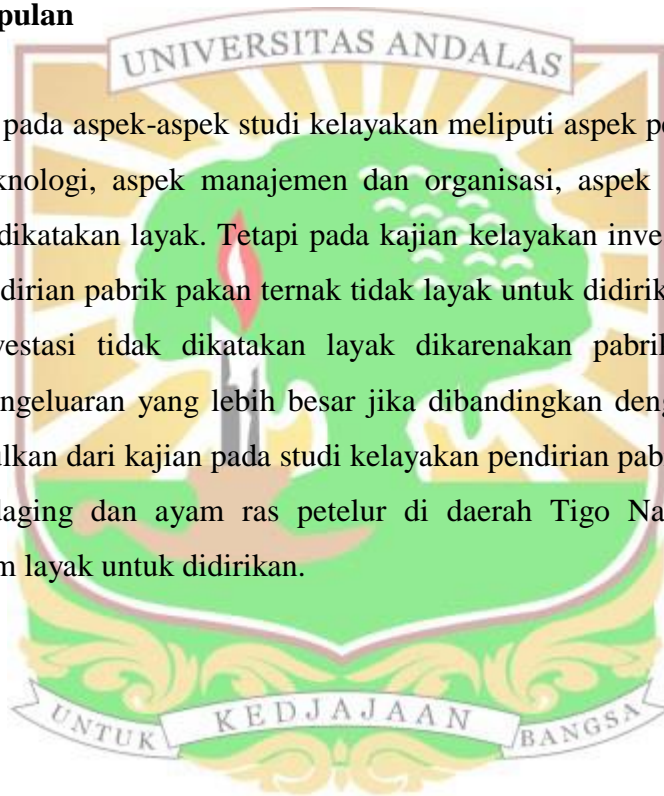 pulan
UNIVERSITAS ANDALAS
pada aspek-aspek studi kelayakan meliputi aspek pe
knologi, aspek manajemen dan organisasi, aspek
dikatakan layak. Tetapi pada kajian kelayakan inve
dirian pabrik pakan ternak tidak layak untuk didirik
vestasi tidak dikatakan layak dikarenakan pabrik
ngeluaran yang lebih besar jika dibandingkan deng
ulkan dari kajian pada studi kelayakan pendirian pab
daging dan ayam ras petelur di daerah Tigo Na
m layak untuk didirikan.
UNTUK KEDJAJAAN BANGSA